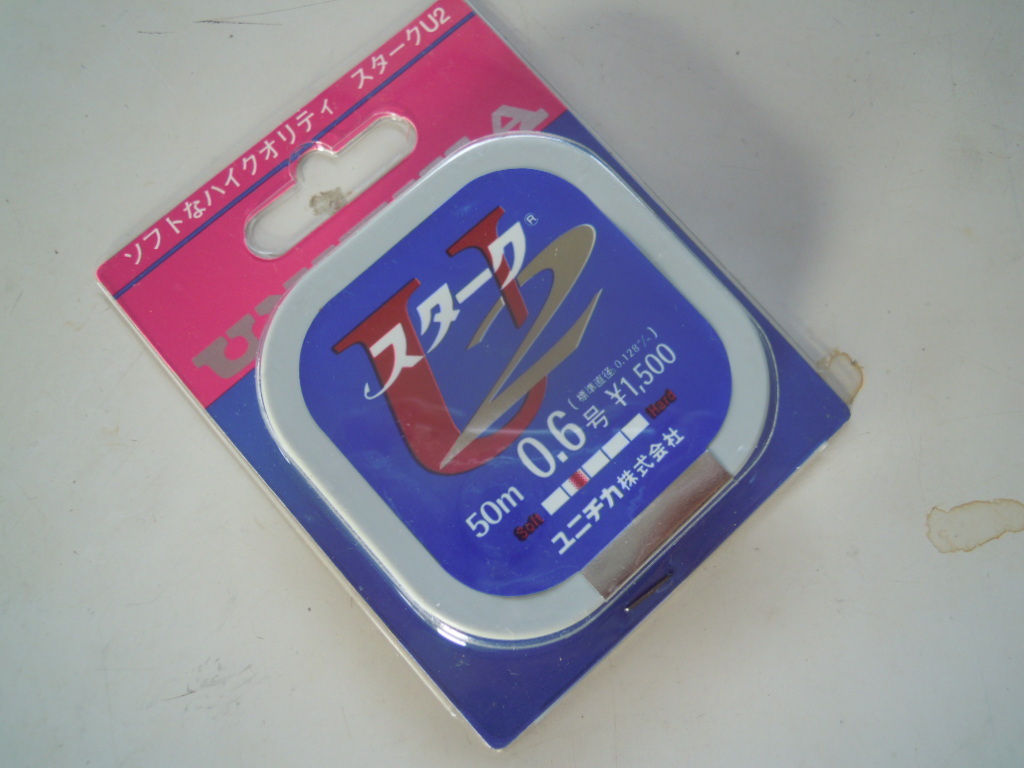 ソフトなハイクオリティ スタークU2
スターク®
U2
(標準直径:0.128㎜)
0.6号 ¥1,500
50m
Soft Hard
ユニチカ株式会社